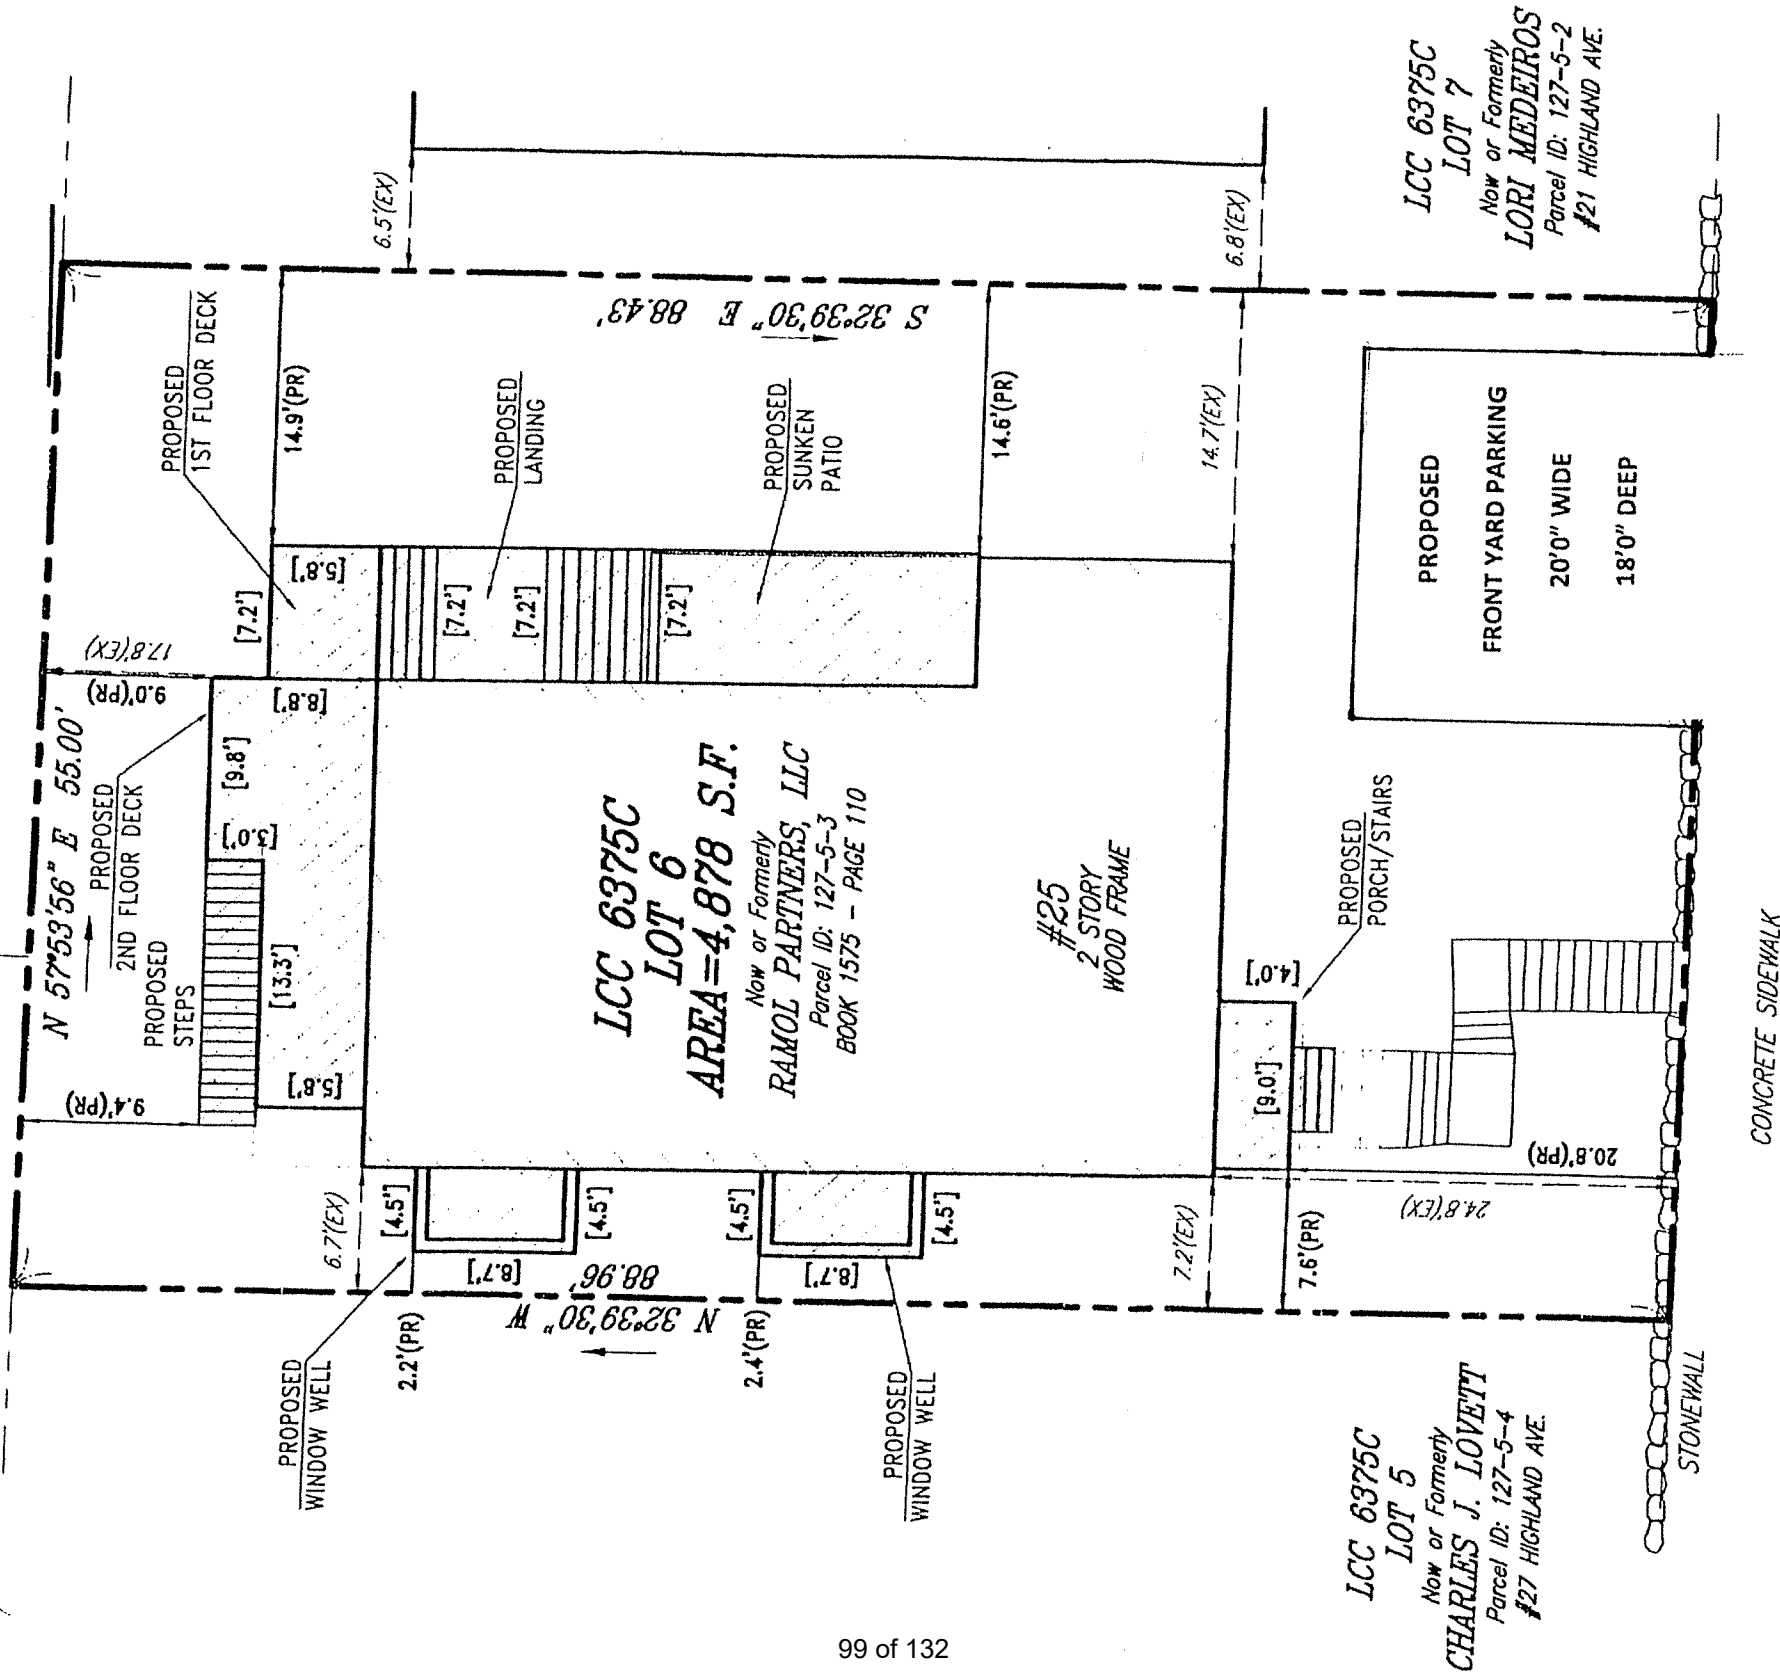 N 57°53'56" E 55.00'
17.8'(EX)
9.0'(PR)
9.4'(PR)
PROPOSED
2ND FLOOR DECK
PROPOSED
STEPS
PROPOSED
1ST FLOOR DECK
[7.2']
[5.8']
14.9'(PR)
[8.8']
[9.8']
[3.0']
[13.3']
[5.8']
PROPOSED
LANDING
[7.2']
[7.2']
[7.2']
PROPOSED
SUNKEN
PATIO
14.6'(PR)
14.7'(EX)
S 32°39'30" E 88.43'
6.5'(EX)
6.8'(EX)
LCC 6375C
LOT 7
Now or Formerly
LORI MEDEIROS
Parcel ID: 127-5-2
#21 HIGHLAND AVE.
LCC 6375C
LOT 6
AREA=4,878 S.F.
Now or Formerly
RAMOL PARTNERS, LLC
Parcel ID: 127-5-3
BOOK 1575 - PAGE 110
#25
2 STORY
WOOD FRAME
PROPOSED
FRONT YARD PARKING
20'0" WIDE
18'0" DEEP
PROPOSED
PORCH/STAIRS
[4.0']
[9.0']
20.8'(PR)
24.8'(EX)
7.2'(EX)
7.6'(PR)
6.7'(EX)
[4.5']
[4.5']
[8.7']
[4.5']
[4.5']
[8.7']
N 32°39'30" W
88.96'
2.2'(PR)
2.4'(PR)
PROPOSED
WINDOW WELL
PROPOSED
WINDOW WELL
LCC 6375C
LOT 5
Now or Formerly
CHARLES J. LOVETT
Parcel ID: 127-5-4
#27 HIGHLAND AVE.
STONEWALL
CONCRETE SIDEWALK
99 of 132